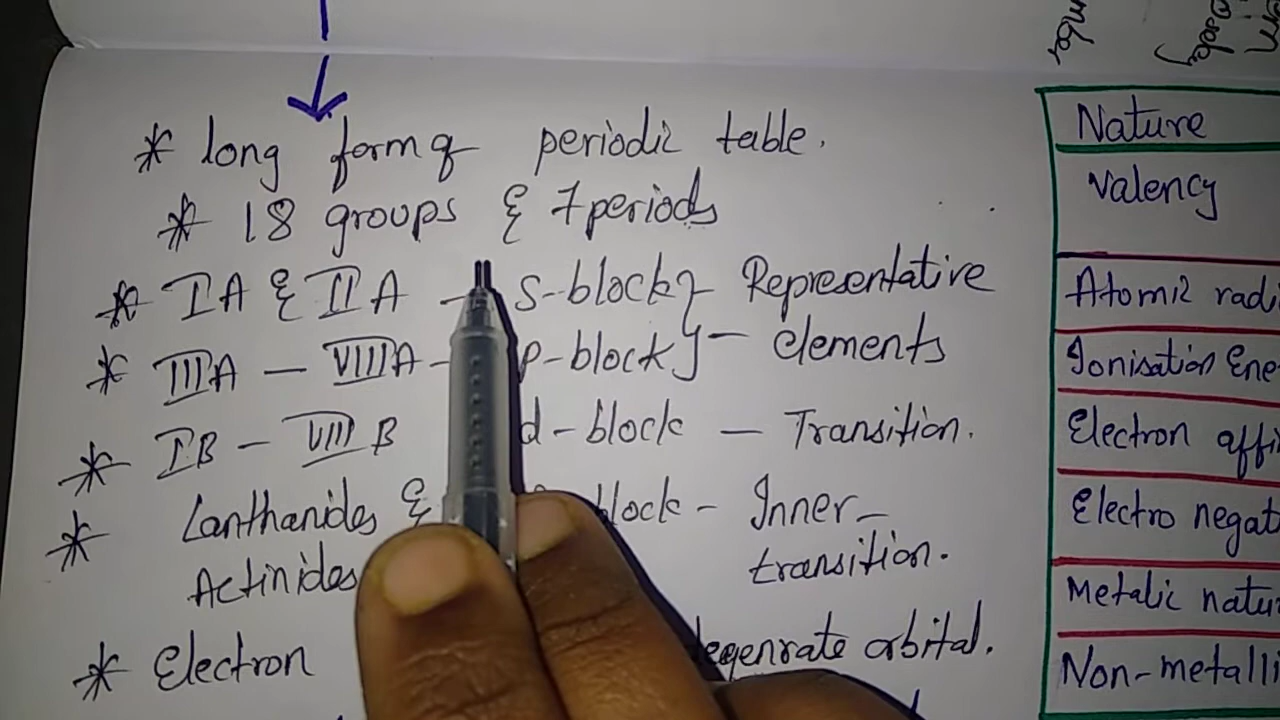 * long form of periodic table.
* 18 groups & 7 periods
* IA & IIA - s-block} Representative
* IIIA - VIIIA - p-block} - elements
* IB - VIII B d-block - Transition.
* Lanthanides & block - Inner-
Actinides transition.
* Electron degenrate orbital.
Nature
Valency
Atomic radi
Ionisation Ene
Electron affi
Electro negat
Metalic natur
Non-metalli